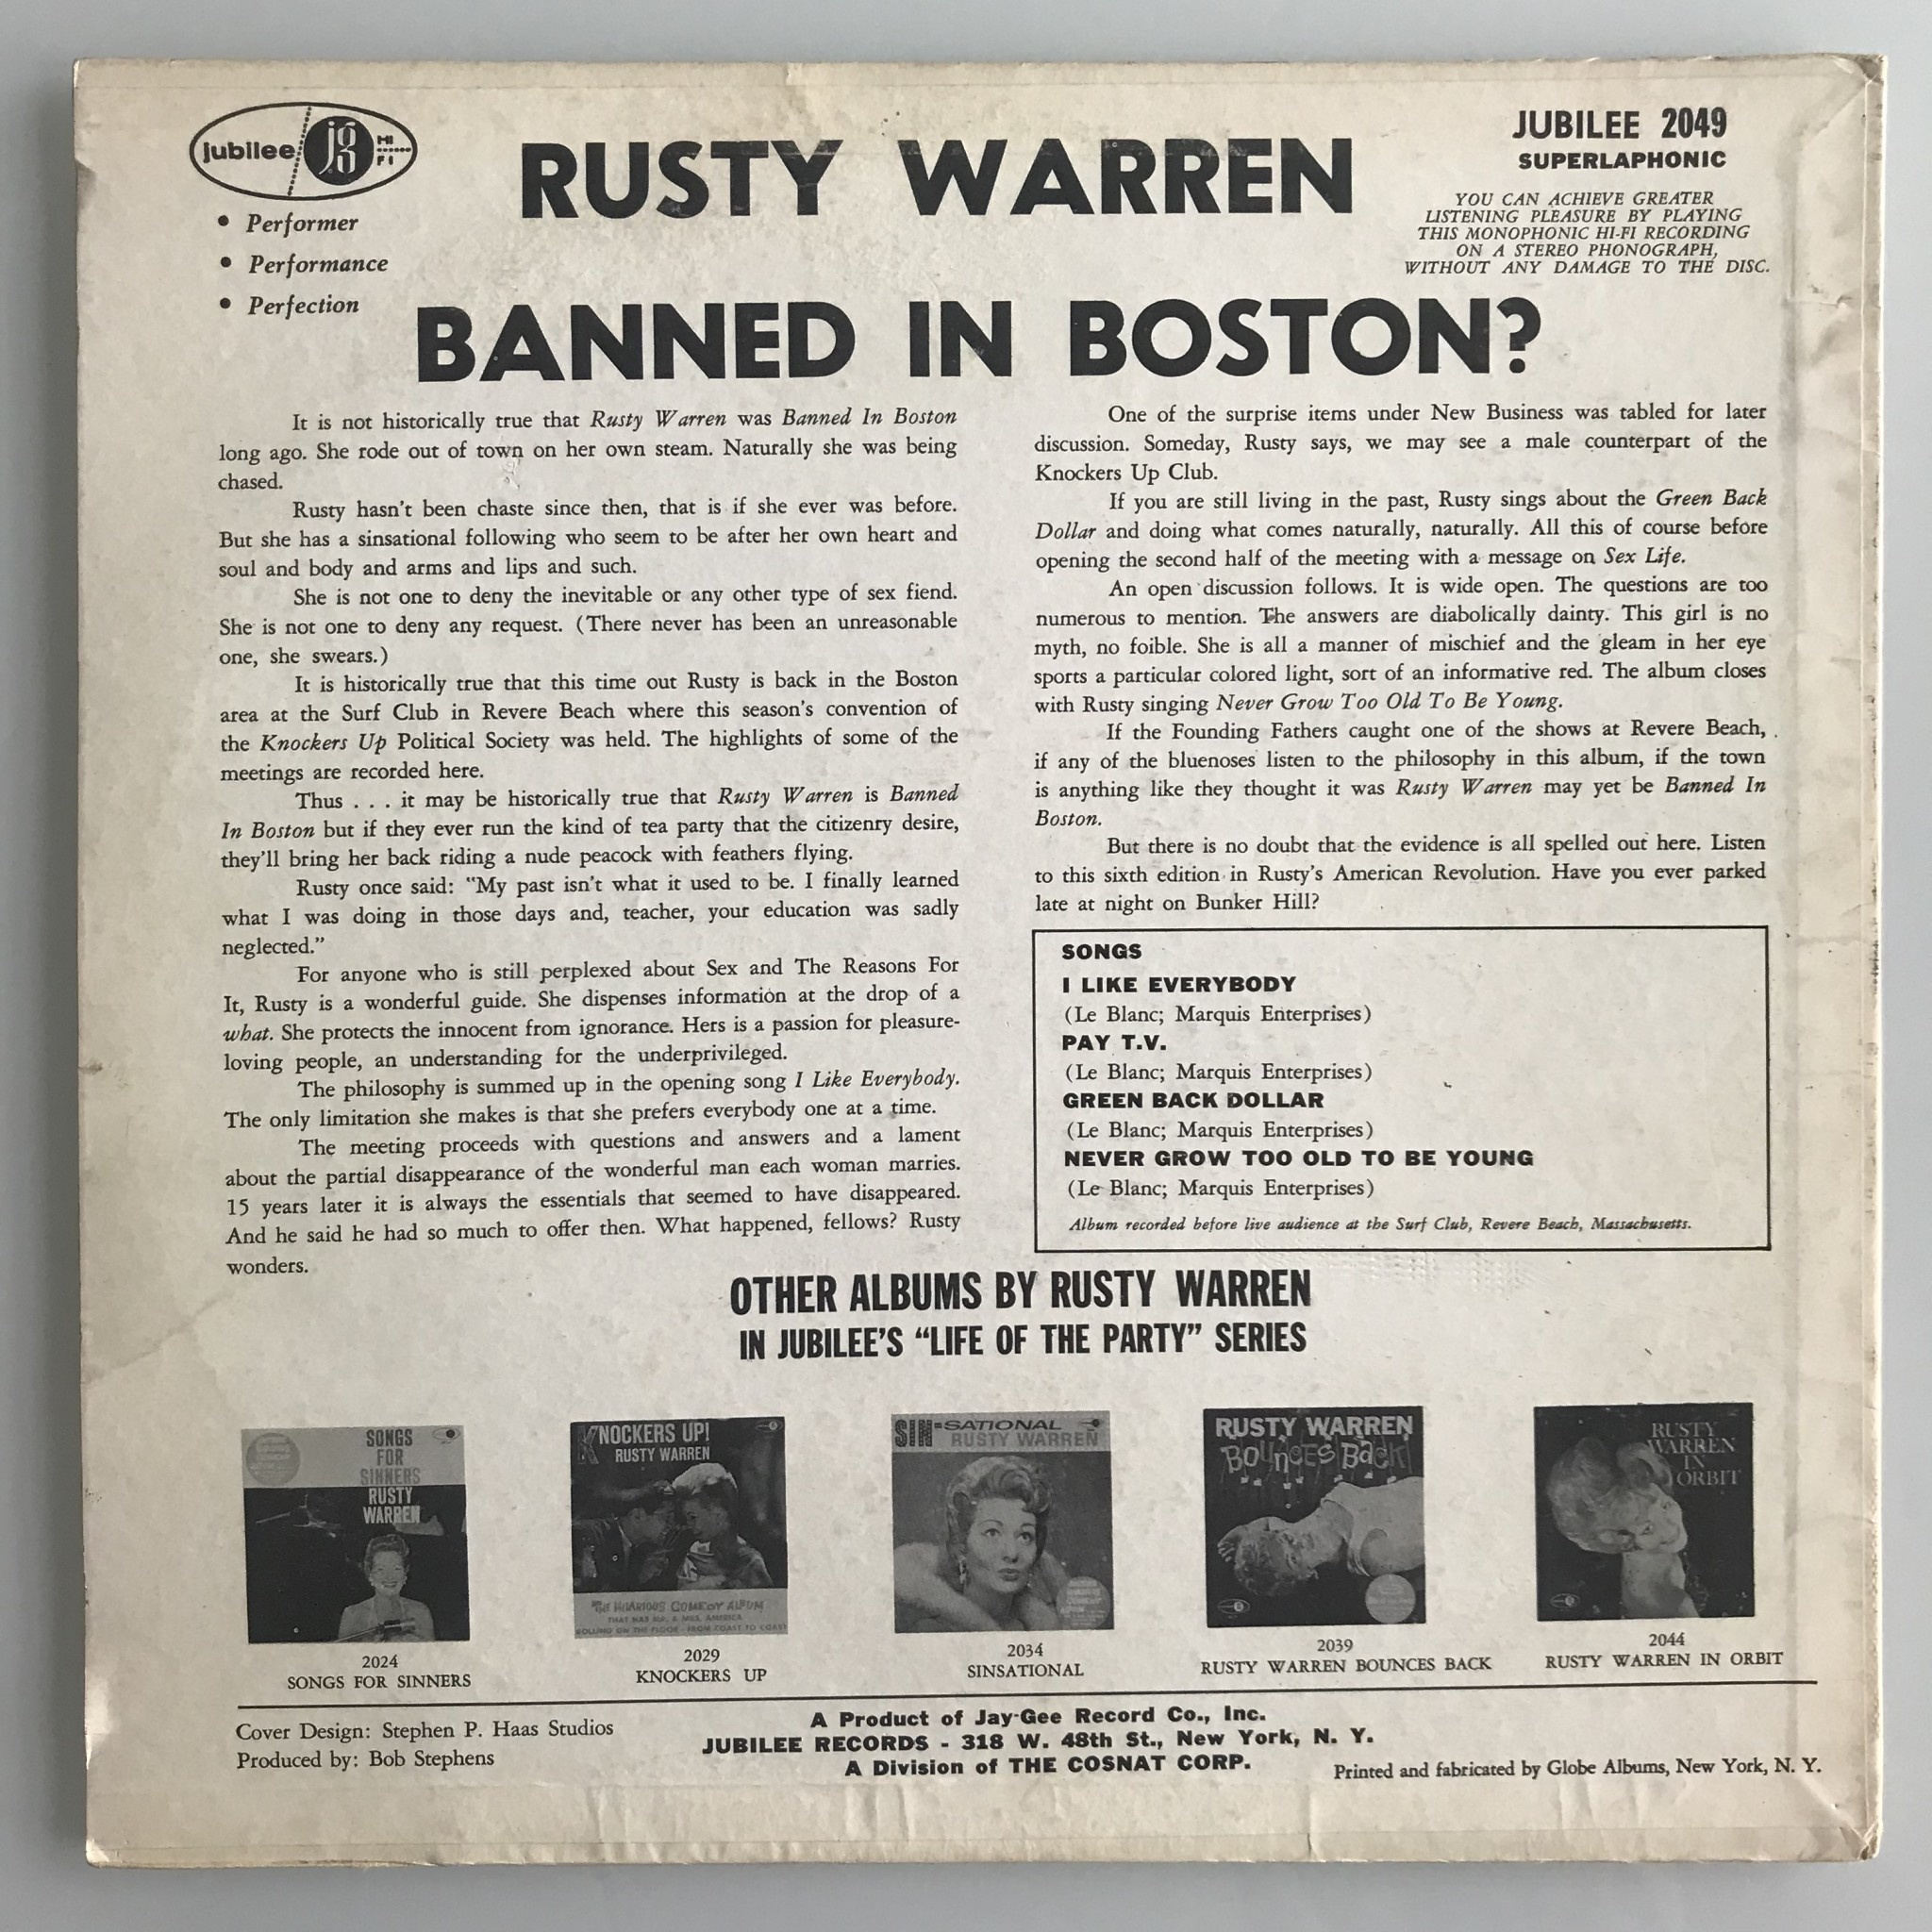 jubilee jg HI FI
• Performer
• Performance
• Perfection
RUSTY WARREN
JUBILEE 2049
SUPERLAPHONIC
YOU CAN ACHIEVE GREATER
LISTENING PLEASURE BY PLAYING
THIS MONOPHONIC HI-FI RECORDING
ON A STEREO PHONOGRAPH,
WITHOUT ANY DAMAGE TO THE DISC.
BANNED IN BOSTON?
It is not historically true that Rusty Warren was Banned In Boston
long ago. She rode out of town on her own steam. Naturally she was being
chased.
Rusty hasn't been chaste since then, that is if she ever was before.
But she has a sinsational following who seem to be after her own heart and
soul and body and arms and lips and such.
She is not one to deny the inevitable or any other type of sex fiend.
She is not one to deny any request. (There never has been an unreasonable
one, she swears.)
It is historically true that this time out Rusty is back in the Boston
area at the Surf Club in Revere Beach where this season's convention of
the Knockers Up Political Society was held. The highlights of some of the
meetings are recorded here.
Thus . . . it may be historically true that Rusty Warren is Banned
In Boston but if they ever run the kind of tea party that the citizenry desire,
they'll bring her back riding a nude peacock with feathers flying.
Rusty once said: "My past isn't what it used to be. I finally learned
what I was doing in those days and, teacher, your education was sadly
neglected."
For anyone who is still perplexed about Sex and The Reasons For
It, Rusty is a wonderful guide. She dispenses information at the drop of a
what. She protects the innocent from ignorance. Hers is a passion for pleasure-
loving people, an understanding for the underprivileged.
The philosophy is summed up in the opening song I Like Everybody.
The only limitation she makes is that she prefers everybody one at a time.
The meeting proceeds with questions and answers and a lament
about the partial disappearance of the wonderful man each woman marries.
15 years later it is always the essentials that seemed to have disappeared.
And he said he had so much to offer then. What happened, fellows? Rusty
wonders.
One of the surprise items under New Business was tabled for later
discussion. Someday, Rusty says, we may see a male counterpart of the
Knockers Up Club.
If you are still living in the past, Rusty sings about the Green Back
Dollar and doing what comes naturally, naturally. All this of course before
opening the second half of the meeting with a message on Sex Life.
An open discussion follows. It is wide open. The questions are too
numerous to mention. The answers are diabolically dainty. This girl is no
myth, no foible. She is all a manner of mischief and the gleam in her eye
sports a particular colored light, sort of an informative red. The album closes
with Rusty singing Never Grow Too Old To Be Young.
If the Founding Fathers caught one of the shows at Revere Beach,
if any of the bluenoses listen to the philosophy in this album, if the town
is anything like they thought it was Rusty Warren may yet be Banned In
Boston.
But there is no doubt that the evidence is all spelled out here. Listen
to this sixth edition in Rusty's American Revolution. Have you ever parked
late at night on Bunker Hill?
SONGS
I LIKE EVERYBODY
(Le Blanc; Marquis Enterprises)
PAY T.V.
(Le Blanc; Marquis Enterprises)
GREEN BACK DOLLAR
(Le Blanc; Marquis Enterprises)
NEVER GROW TOO OLD TO BE YOUNG
(Le Blanc; Marquis Enterprises)
Album recorded before live audience at the Surf Club, Revere Beach, Massachusetts.
OTHER ALBUMS BY RUSTY WARREN
IN JUBILEE'S "LIFE OF THE PARTY" SERIES
SONGS
FOR
SINNERS
RUSTY
WARREN
2024
SONGS FOR SINNERS
KNOCKERS UP!
RUSTY WARREN
THE HILARIOUS COMEDY ALBUM
THAT HAS MR. & MRS. AMERICA
ROLLING ON THE FLOOR - FROM COAST TO COAST
2029
KNOCKERS UP
SIN-SATIONAL
RUSTY WARREN
2034
SINSATIONAL
RUSTY WARREN
BOUNCES BACK
2039
RUSTY WARREN BOUNCES BACK
RUSTY
WARREN
IN
ORBIT
2044
RUSTY WARREN IN ORBIT
Cover Design: Stephen P. Haas Studios
Produced by: Bob Stephens
A Product of Jay-Gee Record Co., Inc.
JUBILEE RECORDS - 318 W. 48th St., New York, N. Y.
A Division of THE COSNAT CORP.
Printed and fabricated by Globe Albums, New York, N. Y.